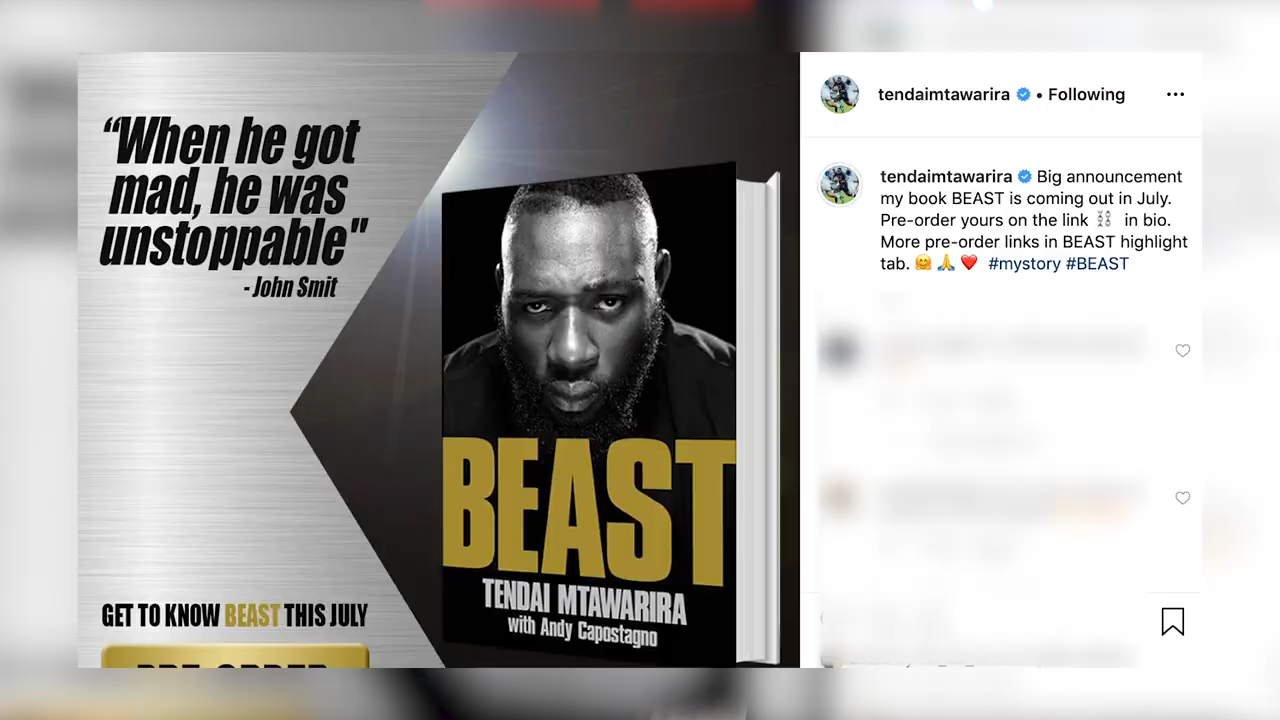 “When he got
mad, he was
unstoppable"
- John Smit
BEAST
TENDAI MTAWARIRA
with Andy Capostagno
GET TO KNOW BEAST THIS JULY
PRE-ORDER
tendaimtawarira • Following
tendaimtawarira Big announcement
my book BEAST is coming out in July.
Pre-order yours on the link ⛓ in bio.
More pre-order links in BEAST highlight
tab. 🤗 🙏 ❤️ #mystory #BEAST